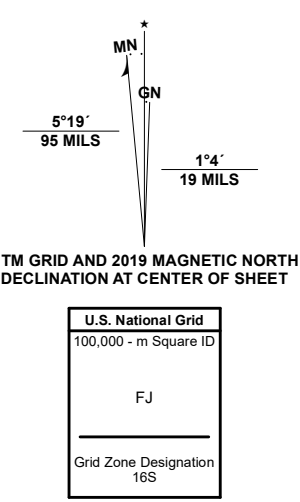 ★
MN
GN
5°19´
95 MILS
1°4´
19 MILS
TM GRID AND 2019 MAGNETIC NORTH
DECLINATION AT CENTER OF SHEET
U.S. National Grid
100,000 - m Square ID
FJ
Grid Zone Designation
16S